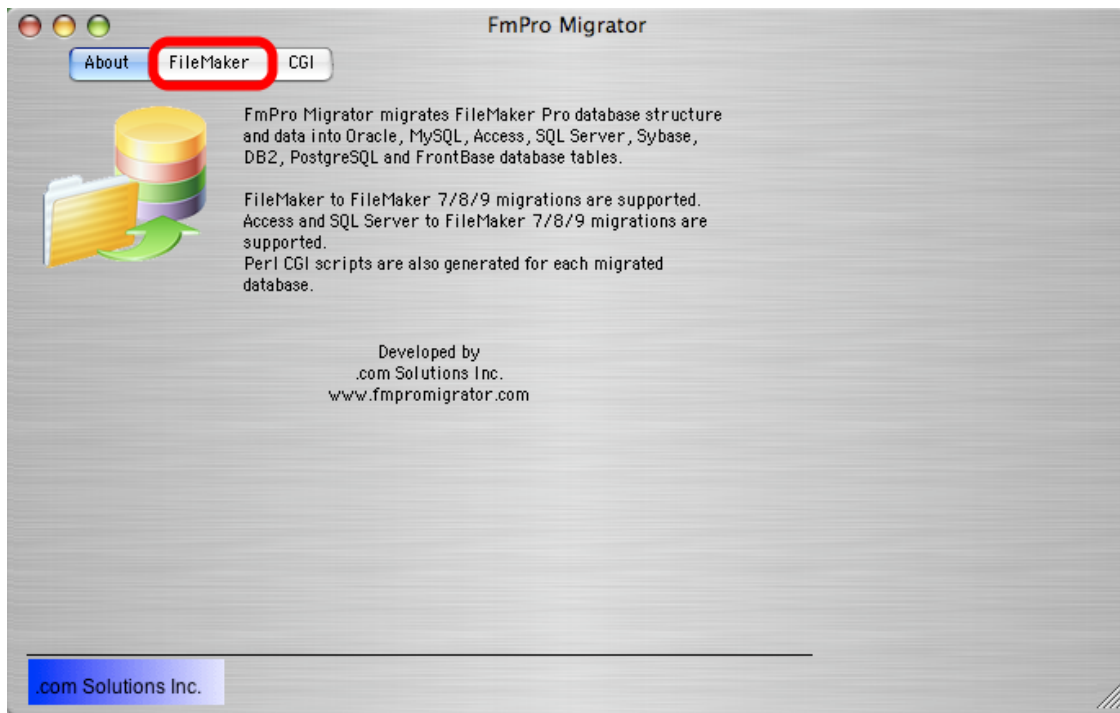 FmPro Migrator
About FileMaker CGI
FmPro Migrator migrates FileMaker Pro database structure
and data into Oracle, MySQL, Access, SQL Server, Sybase,
DB2, PostgreSQL and FrontBase database tables.
FileMaker to FileMaker 7/8/9 migrations are supported.
Access and SQL Server to FileMaker 7/8/9 migrations are
supported.
Perl CGI scripts are also generated for each migrated
database.
Developed by
.com Solutions Inc.
www.fmpromigrator.com
.com Solutions Inc.